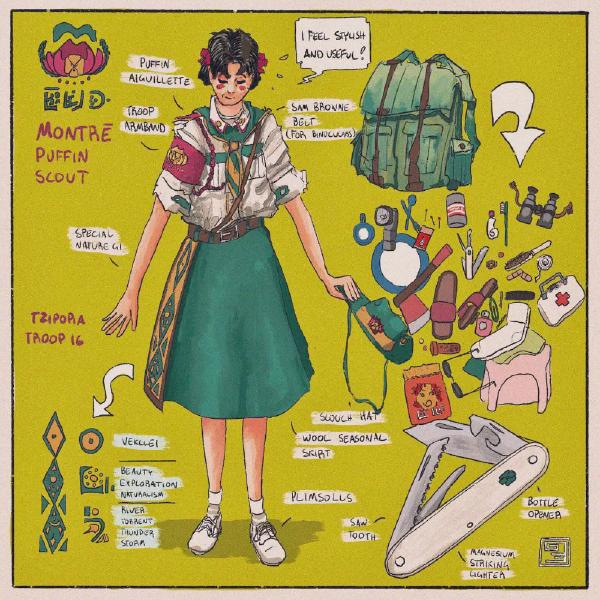 I FEEL STYLISH
AND USEFUL!
PUFFIN
AIGUILLETTE
TROOP
ARMBAND
SAM BROWNE
BELT
(FOR BINOCULARS)
MONTRĒ
PUFFIN
SCOUT
SPECIAL
NATURE GI
TZIPORA
TROOP 16
SLOUCH HAT
WOOL SEASONAL
SKIRT
PLIMSOLLS
VEKLLEI
BEAUTY
EXPLORATION
NATURALISM
RIVER
TORRENT
THUNDER
STORM
SAW
TOOTH
BOTTLE
OPENER
MAGNESIUM
STRIKING
LIGHTER